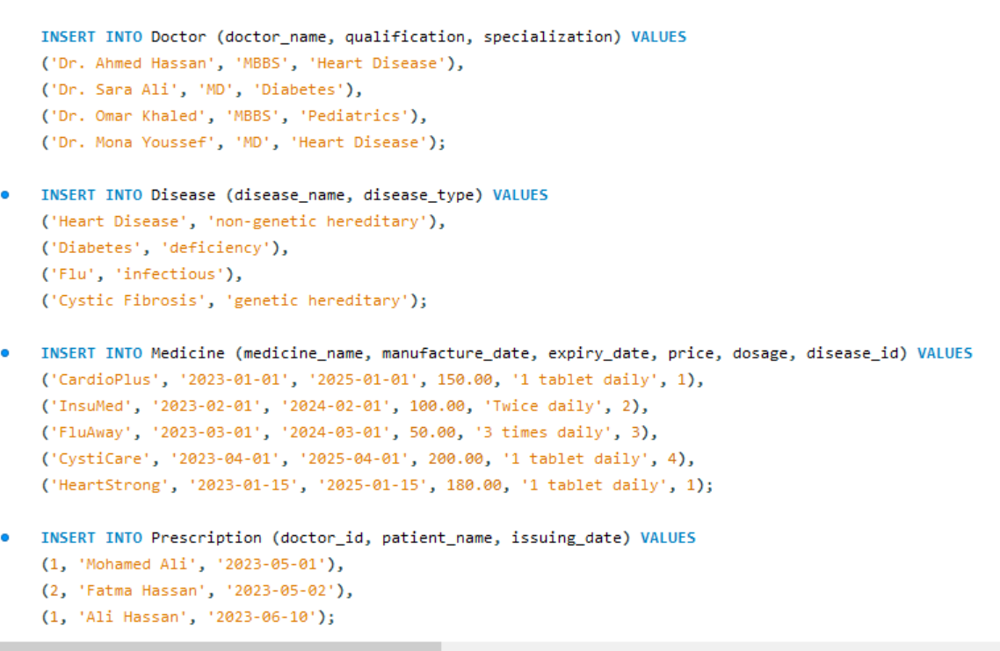 INSERT INTO Doctor (doctor_name, qualification, specialization) VALUES
('Dr. Ahmed Hassan', 'MBBS', 'Heart Disease'),
('Dr. Sara Ali', 'MD', 'Diabetes'),
('Dr. Omar Khaled', 'MBBS', 'Pediatrics'),
('Dr. Mona Youssef', 'MD', 'Heart Disease');
INSERT INTO Disease (disease_name, disease_type) VALUES
('Heart Disease', 'non-genetic hereditary'),
('Diabetes', 'deficiency'),
('Flu', 'infectious'),
('Cystic Fibrosis', 'genetic hereditary');
INSERT INTO Medicine (medicine_name, manufacture_date, expiry_date, price, dosage, disease_id) VALUES
('CardioPlus', '2023-01-01', '2025-01-01', 150.00, '1 tablet daily', 1),
('InsuMed', '2023-02-01', '2024-02-01', 100.00, 'Twice daily', 2),
('FluAway', '2023-03-01', '2024-03-01', 50.00, '3 times daily', 3),
('CystiCare', '2023-04-01', '2025-04-01', 200.00, '1 tablet daily', 4),
('HeartStrong', '2023-01-15', '2025-01-15', 180.00, '1 tablet daily', 1);
INSERT INTO Prescription (doctor_id, patient_name, issuing_date) VALUES
(1, 'Mohamed Ali', '2023-05-01'),
(2, 'Fatma Hassan', '2023-05-02'),
(1, 'Ali Hassan', '2023-06-10');